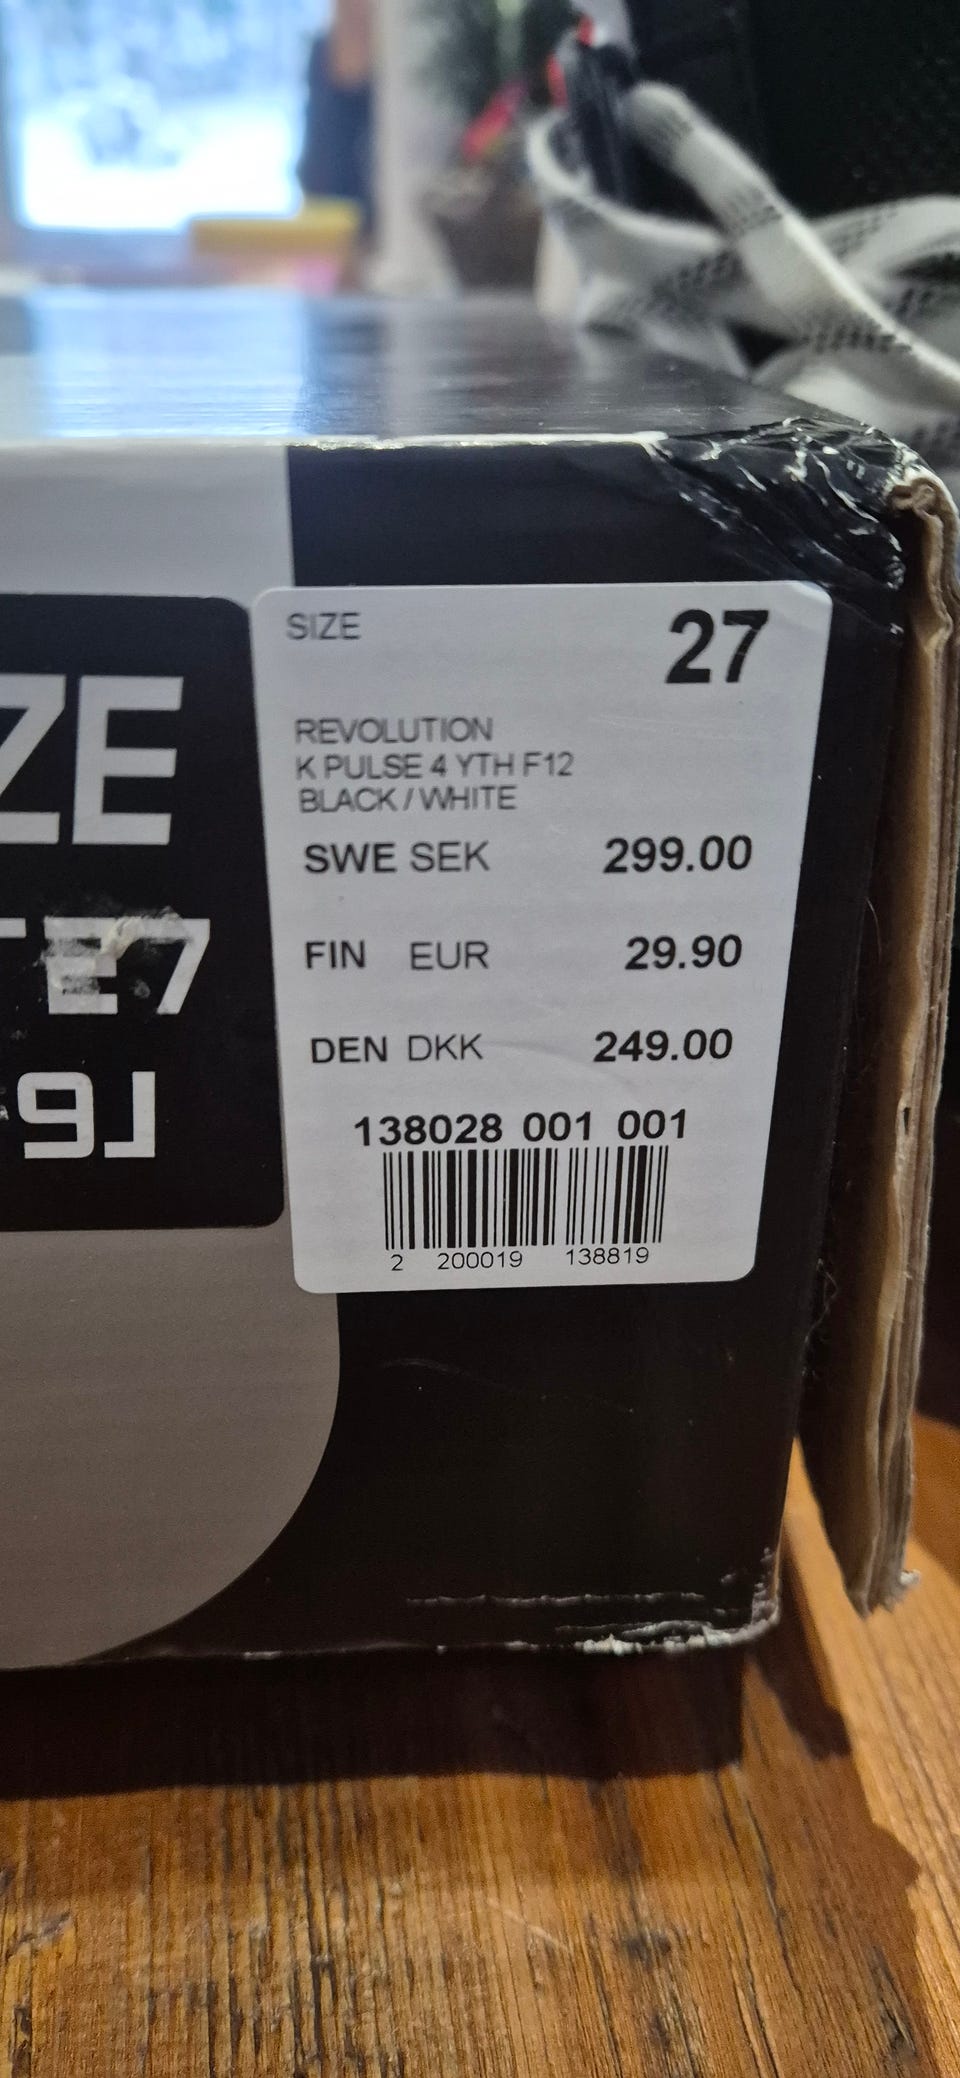 SIZE 27
REVOLUTION
K PULSE 4 YTH F12
BLACK / WHITE
SWE SEK 299.00
FIN EUR 29.90
DEN DKK 249.00
138028 001 001
2 200019 138819
ZE